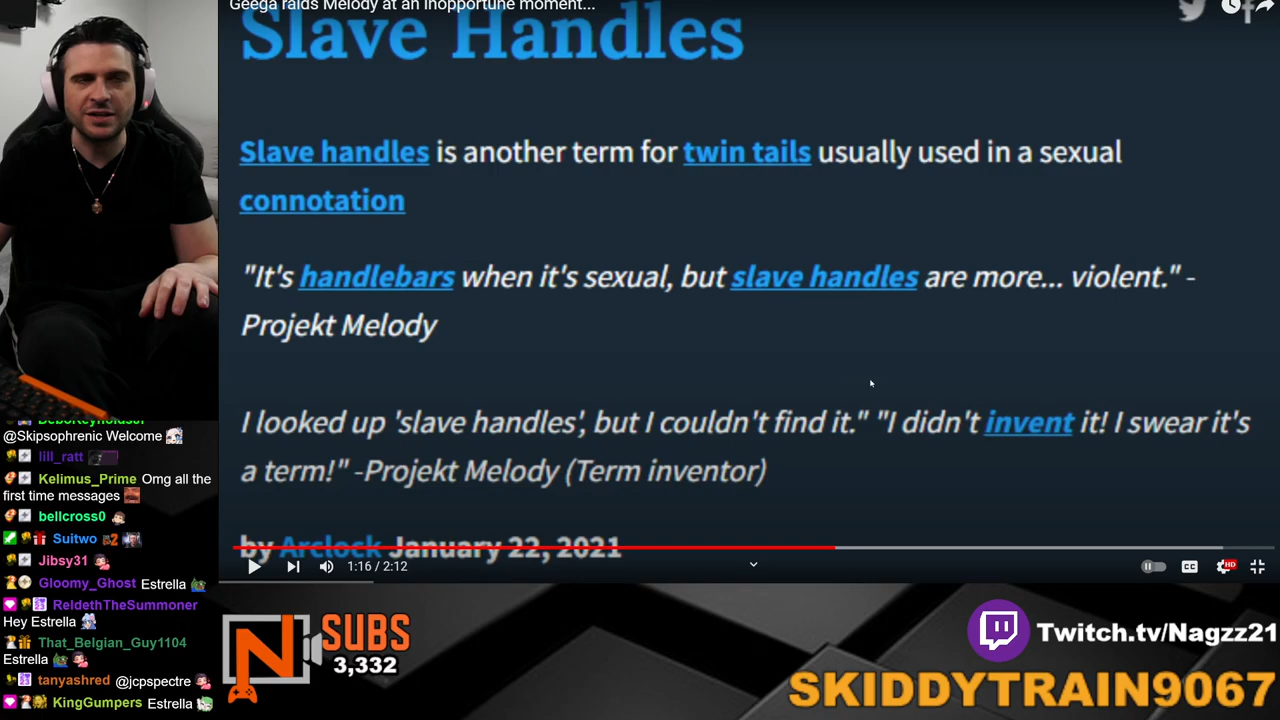 Geega raids Melody at an inopportune moment...
Slave Handles
Slave handles is another term for twin tails usually used in a sexual
connotation
"It's handlebars when it's sexual, but slave handles are more... violent." -
Projekt Melody
I looked up 'slave handles', but I couldn't find it." "I didn't invent it! I swear it's
a term!" -Projekt Melody (Term inventor)
by Arclock January 22, 2021
1:16 / 2:12
CC
HD
@Skipsophrenic Welcome
lill_ratt
Kelimus_Prime Omg all the
first time messages
bellcross0
Suitwo
Jibsy31
Gloomy_Ghost Estrella
ReldethTheSummoner
Hey Estrella
That_Belgian_Guy1104
Estrella
tanyashred @jcpspectre
KingGumpers Estrella
N SUBS
3,332
Twitch.tv/Nagzz21
SKIDDYTRAIN9067